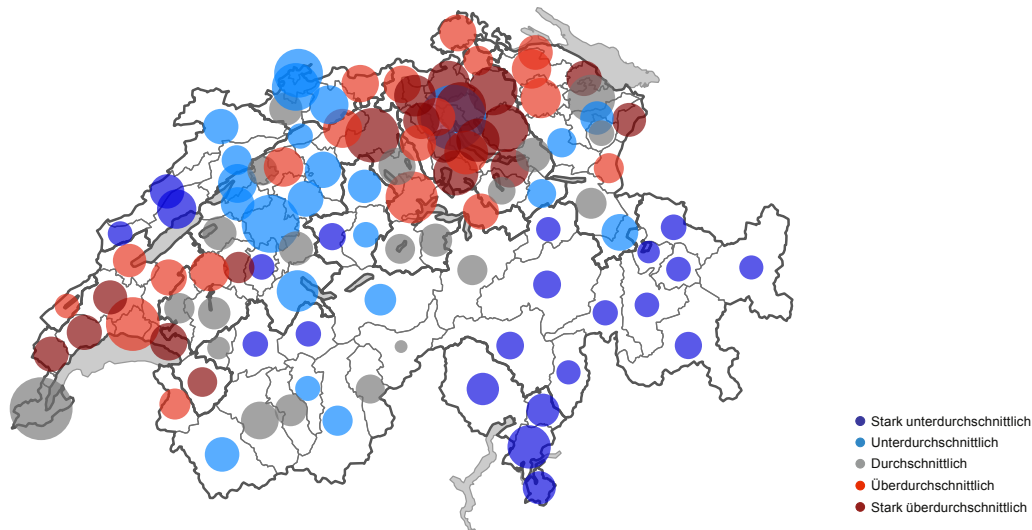 Stark unterdurchschnittlich
Unterdurchschnittlich
Durchschnittlich
Überdurchschnittlich
Stark überdurchschnittlich